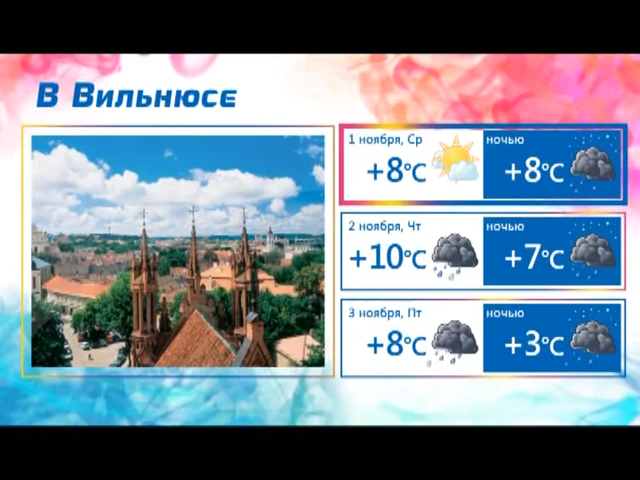 В Вильнюсе
1 ноября, Ср
+8°C
ночью
+8°C
2 ноября, Чт
+10°C
ночью
+7°C
3 ноября, Пт
+8°C
ночью
+3°C